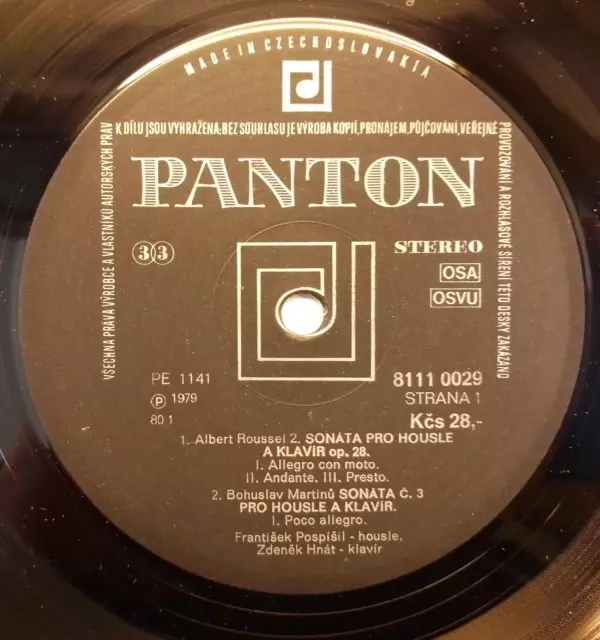 MADE IN CZECHOSLOVAKIA
VŠECHNA PRÁVA VÝROBCE A VLASTNÍKŮ AUTORSKÝCH PRÁV
K DÍLU JSOU VYHRAŽENA. BEZ SOUHLASU JE VÝROBA KOPIÍ, PRONÁJEM, PŮJČOVÁNÍ, VEŘEJNÉ
PROVOZOVÁNÍ A ROZHLASOVÉ ŠÍŘENÍ TÉTO DESKY ZAKÁZÁNO
PANTON
33
STEREO
OSA
OSVU
PE 1141
8111 0029
Ⓟ 1979
STRANA 1
80 1
Kčs 28,-
1. Albert Roussel 2. SONÁTA PRO HOUSLE
A KLAVÍR op. 28.
I. Allegro con moto.
II. Andante. III. Presto.
2. Bohuslav Martinů SONÁTA Č. 3
PRO HOUSLE A KLAVÍR.
I. Poco allegro.
František Pospíšil - housle.
Zdeněk Hnát - klavír